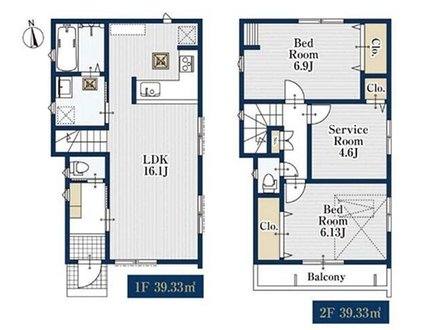 N
LDK
16.1J
1F 39.33㎡
Bed
Room
6.9J
Clo.
Clo.
Service
Room
4.6J
Clo.
Bed
Room
6.13J
Balcony
2F 39.33㎡